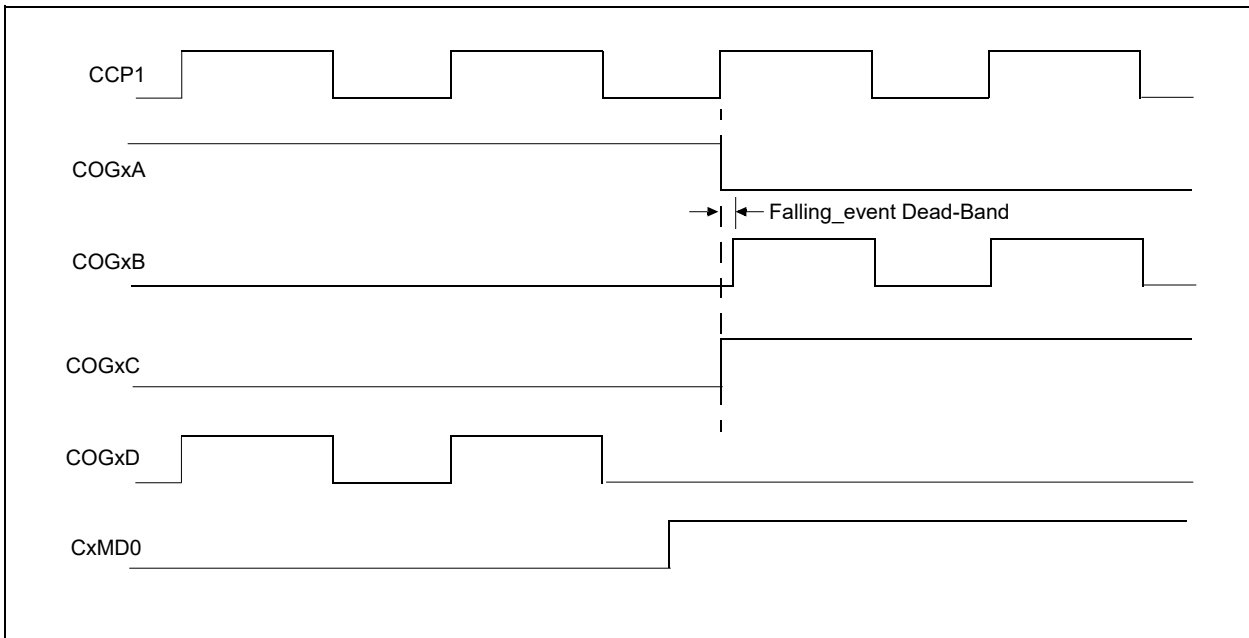 CCP1
COGxA
Falling_event Dead-Band
COGxB
COGxC
COGxD
CxMD0